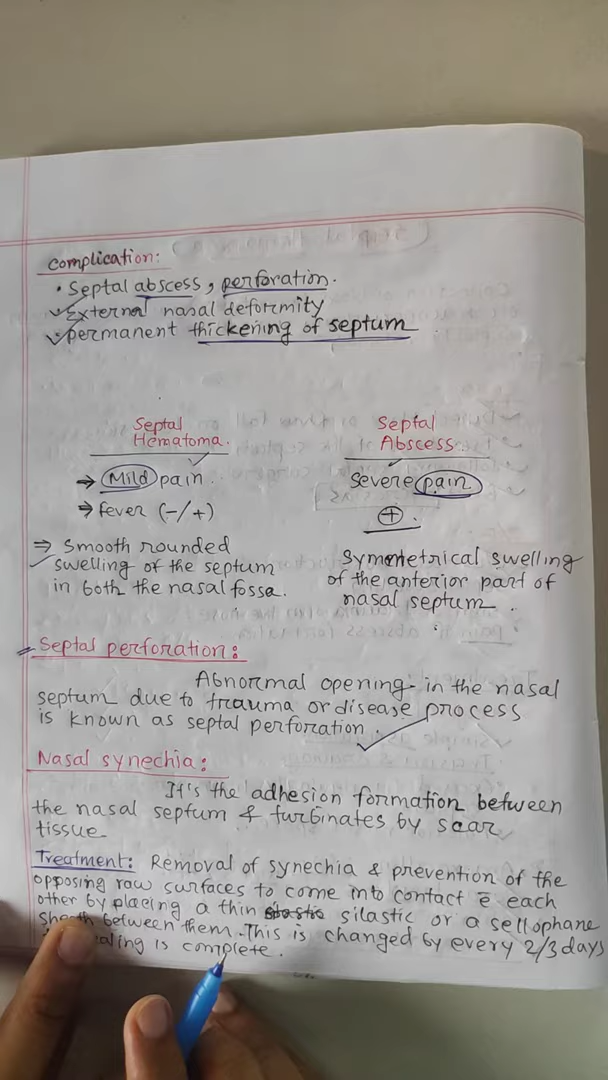 Complication:
• Septal abscess, perforation.
External nasal deformity
permanent thickening of septum
Septal Hematoma.
→ Mild pain
⇒ fever (-/+)
⇒ Smooth rounded
swelling of the septum
in both the nasal fossa.
Septal Abscess
Severe pain
+
Symmetrical swelling
of the anterior part of
nasal septum.
Septal perforation:
Abnormal opening in the nasal
septum due to trauma or disease process
is known as septal perforation
Nasal synechia:
It's the adhesion formation between
the nasal septum & turbinates by scar
tissue
Treatment: Removal of synechia & prevention of the
opposing raw surfaces to come into contact c̄ each
other by placing a thin silastic or a sellophane
sheath between them. This is changed by every 2/3 days
healing is complete.